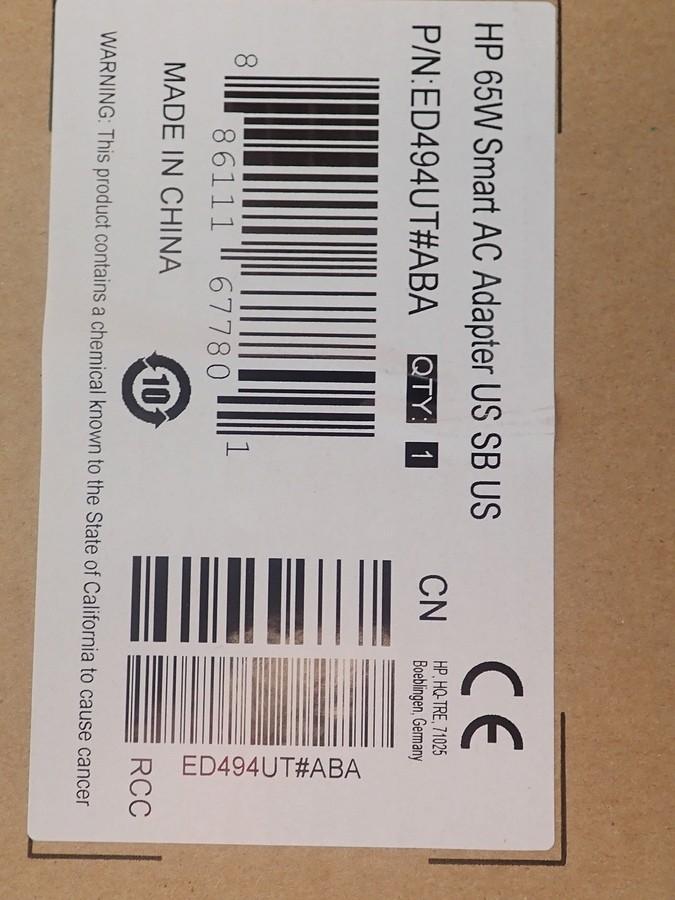 HP 65W Smart AC Adapter US SB US
P/N:ED494UT#ABA QTY: 1
CN
HP, HQ-TRE, 71025
Boeblingen, Germany
CE
8 86111 67780 1
MADE IN CHINA
10
ED494UT#ABA
RCC
WARNING: This product contains a chemical known to the State of California to cause cancer